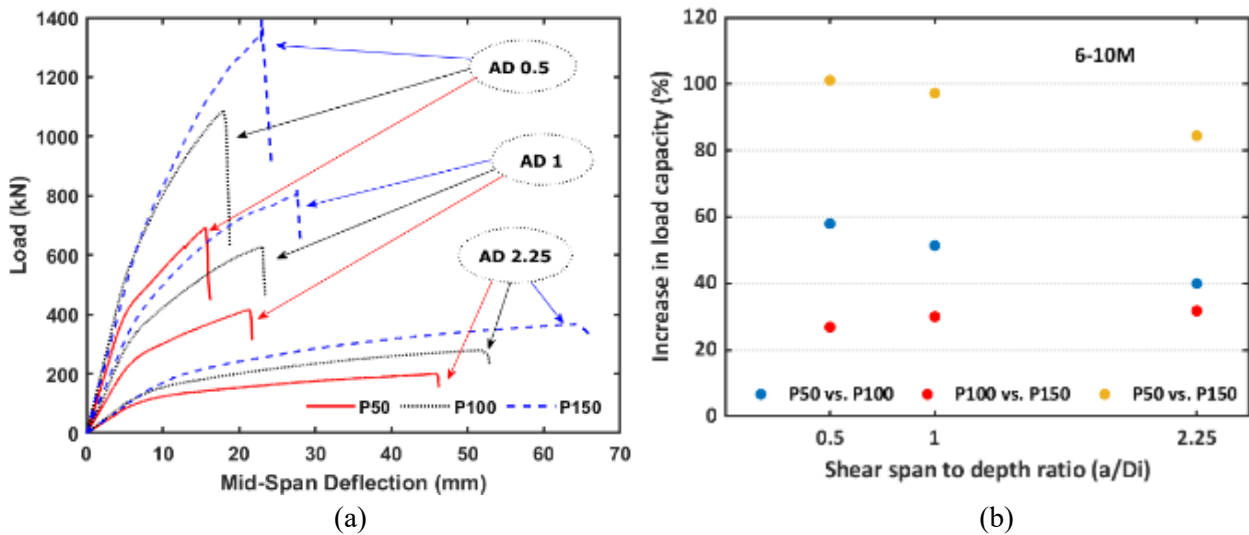 1400
1200
1000
800
600
400
200
0
Load (kN)
AD 0.5
AD 1
AD 2.25
P50 P100 P150
0 10 20 30 40 50 60 70
Mid-Span Deflection (mm)
(a)
120
100
80
60
40
20
0
Increase in load capacity (%)
6-10M
P50 vs. P100 P100 vs. P150 P50 vs. P150
0.5 1 2.25
Shear span to depth ratio (a/Di)
(b)